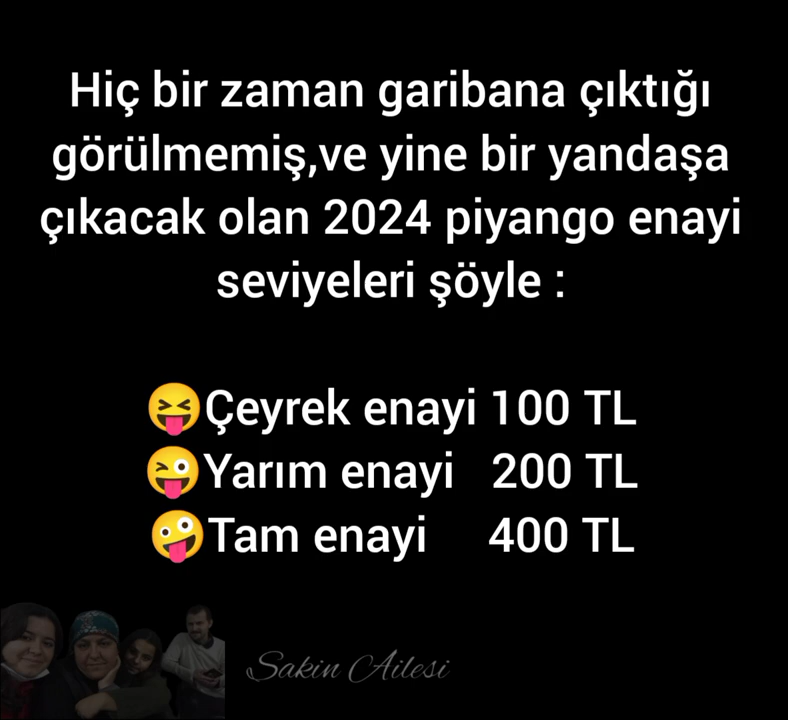 Hiç bir zaman garibana çıktığı
görülmemiş,ve yine bir yandaşa
çıkacak olan 2024 piyango enayi
seviyeleri şöyle :
😝Çeyrek enayi 100 TL
😜Yarım enayi 200 TL
🤪Tam enayi 400 TL
Sakin Ailesi